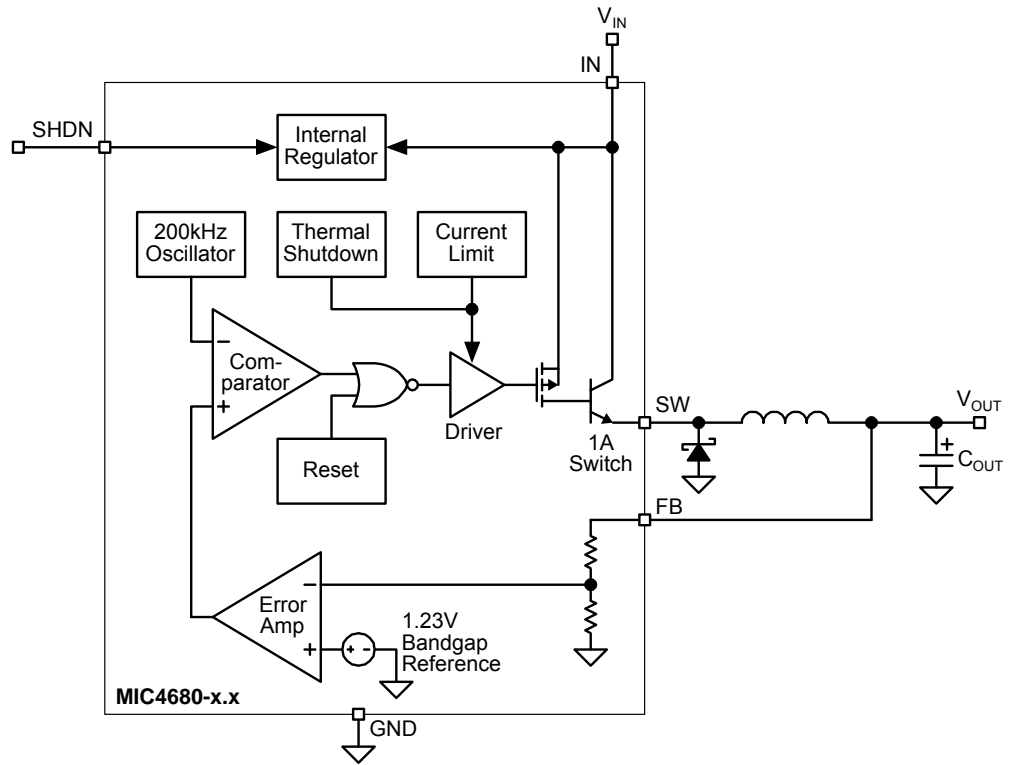 VIN
IN
SHDN
Internal
Regulator
200kHz
Oscillator
Thermal
Shutdown
Current
Limit
−
Com-
parator
+
Driver
Reset
1A
Switch
SW
VOUT
+
COUT
FB
−
Error
Amp
+
+ -
1.23V
Bandgap
Reference
MIC4680-x.x
GND